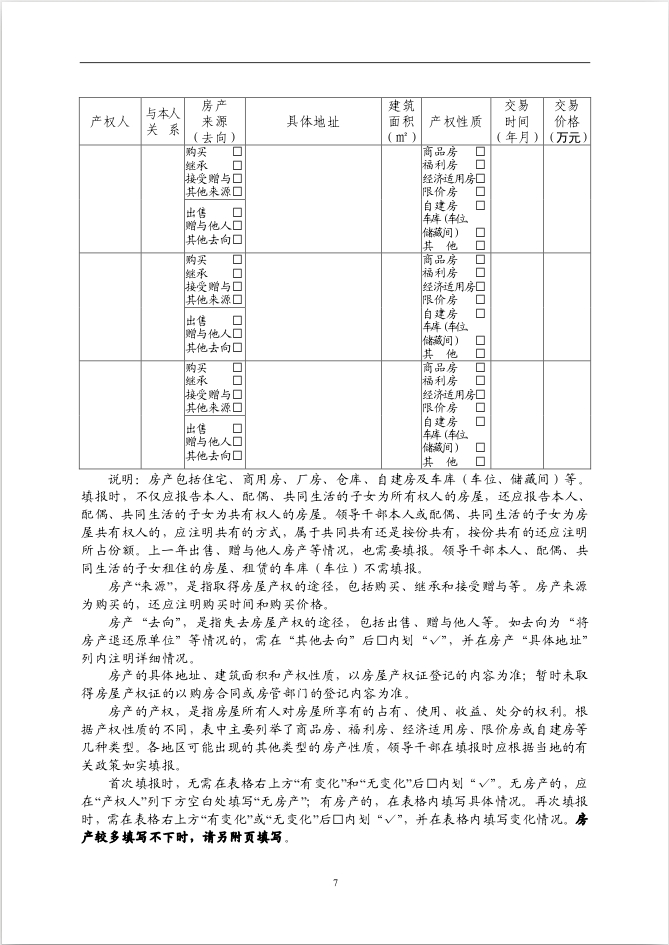 产权人 与本人关　系 房产来源（去向） 具体地址 建筑面积（㎡） 产权性质 交易时间（年月） 交易价格（万元）
购买　　□
继承　　□
接受赠与□
其他来源□
出售　　□
赠与他人□
其他去向□
商品房　□
福利房　□
经济适用房□
限价房　□
自建房　□
车库（车位、
储藏间）　□
其　他　□
购买　　□
继承　　□
接受赠与□
其他来源□
出售　　□
赠与他人□
其他去向□
商品房　□
福利房　□
经济适用房□
限价房　□
自建房　□
车库（车位、
储藏间）　□
其　他　□
购买　　□
继承　　□
接受赠与□
其他来源□
出售　　□
赠与他人□
其他去向□
商品房　□
福利房　□
经济适用房□
限价房　□
自建房　□
车库（车位、
储藏间）　□
其　他　□
说明：房产包括住宅、商用房、厂房、仓库、自建房及车库（车位、储藏间）等。
填报时，不仅应报告本人、配偶、共同生活的子女为所有权人的房屋，还应报告本人、
配偶、共同生活的子女为共有权人的房屋。领导干部本人或配偶、共同生活的子女为房
屋共有权人的，应注明共有的方式，属于共同共有还是按份共有，按份共有的还应注明
所占份额。上一年出售、赠与他人房产等情况，也需要填报。领导干部本人、配偶、共
同生活的子女租住的房屋、租赁的车库（车位）不需填报。
房产“来源”，是指取得房屋产权的途径，包括购买、继承和接受赠与等。房产来源
为购买的，还应注明购买时间和购买价格。
房产“去向”，是指失去房屋产权的途径，包括出售、赠与他人等。如去向为“将
房产退还原单位”等情况的，需在“其他去向”后□内划“√”，并在房产“具体地址”
列内注明详细情况。
房产的具体地址、建筑面积和产权性质，以房屋产权证登记的内容为准；暂时未取
得房屋产权证的以购房合同或房管部门的登记内容为准。
房产的产权，是指房屋所有人对房屋所享有的占有、使用、收益、处分的权利。根
据产权性质的不同，表中主要列举了商品房、福利房、经济适用房、限价房或自建房等
几种类型。各地区可能出现的其他类型的房产性质，领导干部在填报时应根据当地的有
关政策如实填报。
首次填报时，无需在表格右上方“有变化”和“无变化”后□内划“√”。无房产的，应
在“产权人”列下方空白处填写“无房产”；有房产的，在表格内填写具体情况。再次填报
时，需在表格右上方“有变化”或“无变化”后□内划“√”，并在表格内填写变化情况。房
产较多填写不下时，请另附页填写。
7